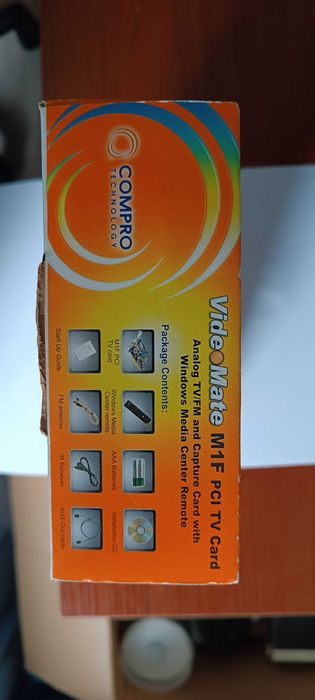 COMPRO
TECHNOLOGY
VideoMate M1F PCI TV Card
Analog TV/FM and Capture Card with
Windows Media Center Remote
Package Contents:
M1F PCI
TV card
Windows Media
Center remote
AAA Batteries
Installation CD
Start Up Guide
FM antenna
IR Receiver
AUX-Out cable